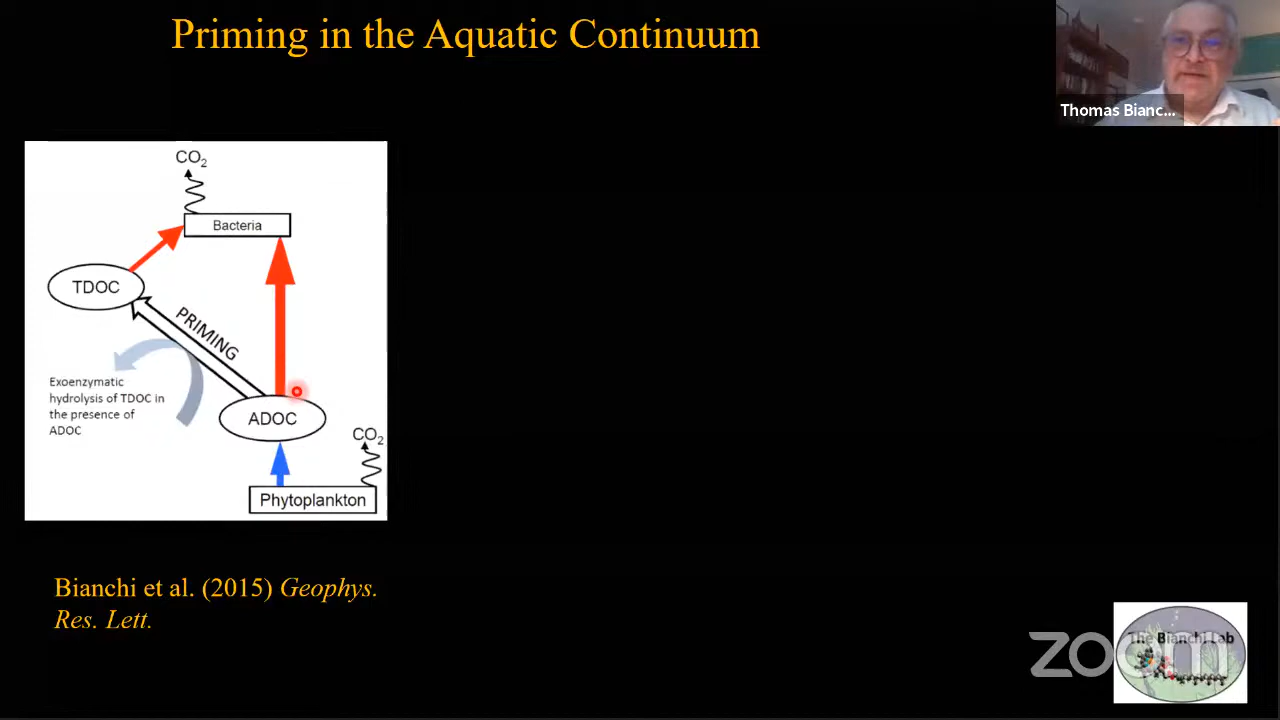 Priming in the Aquatic Continuum
Thomas Bianc...
CO2
Bacteria
TDOC
PRIMING
Exoenzymatic
hydrolysis of TDOC in
the presence of
ADOC
ADOC
CO2
Phytoplankton
Bianchi et al. (2015) Geophys.
Res. Lett.
The Bianchi Lab
zoom